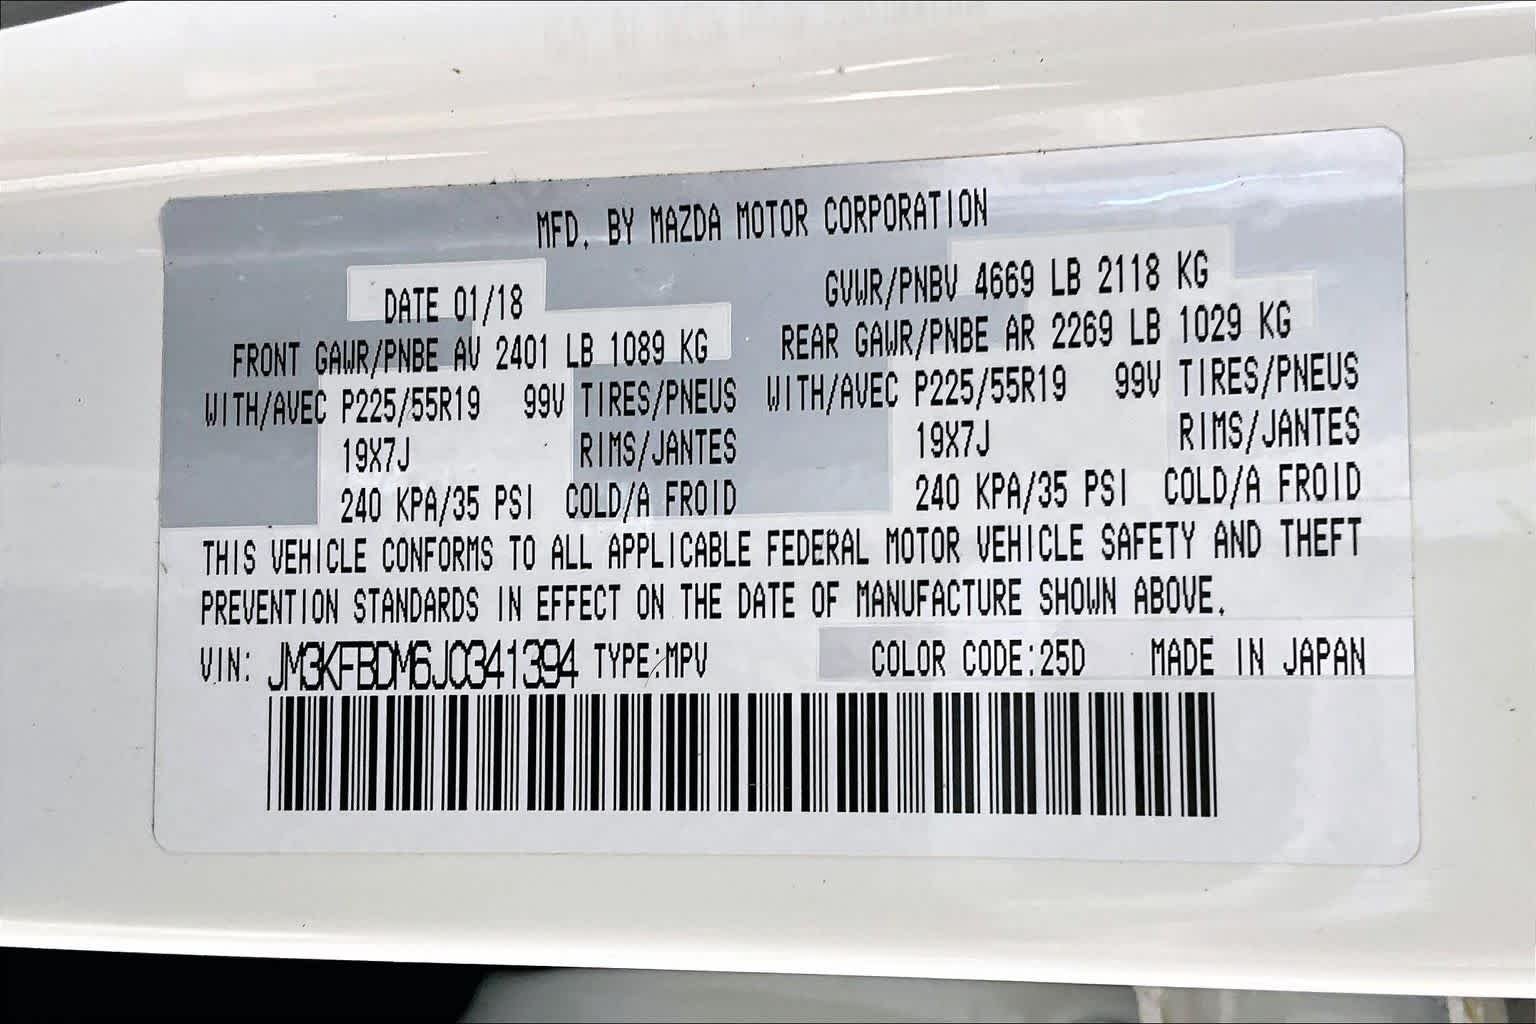 MFD. BY MAZDA MOTOR CORPORATION
DATE 01/18 GVWR/PNBV 4669 LB 2118 KG
FRONT GAWR/PNBE AV 2401 LB 1089 KG REAR GAWR/PNBE AR 2269 LB 1029 KG
WITH/AVEC P225/55R19 99V TIRES/PNEUS WITH/AVEC P225/55R19 99V TIRES/PNEUS
19X7J RIMS/JANTES 19X7J RIMS/JANTES
240 KPA/35 PSI COLD/A FROID 240 KPA/35 PSI COLD/A FROID
THIS VEHICLE CONFORMS TO ALL APPLICABLE FEDERAL MOTOR VEHICLE SAFETY AND THEFT
PREVENTION STANDARDS IN EFFECT ON THE DATE OF MANUFACTURE SHOWN ABOVE.
VIN: JM3KFBDM6J0341394 TYPE:MPV COLOR CODE:25D MADE IN JAPAN